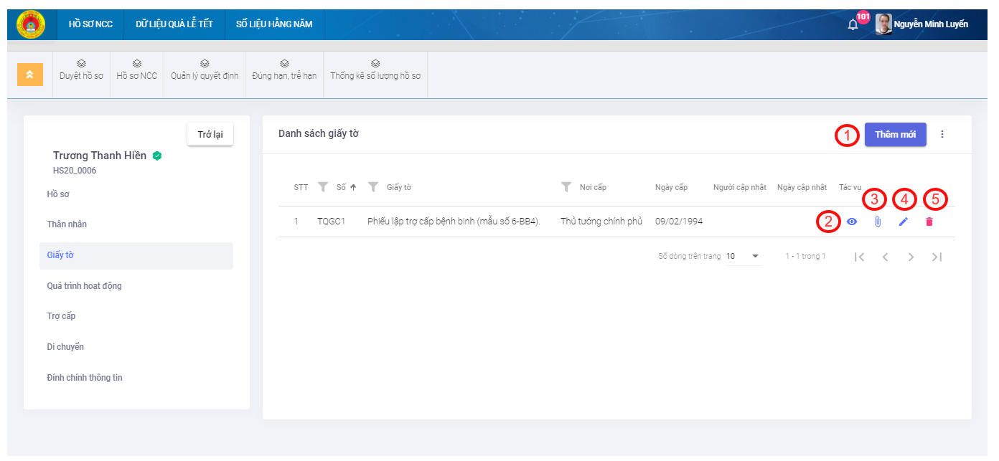 HỒ SƠ NCC DỮ LIỆU QUÀ LỄ TẾT SỐ LIỆU HẰNG NĂM 101 Nguyễn Minh Luyến
Duyệt hồ sơ Hồ sơ NCC Quản lý quyết định Đúng hạn, trễ hạn Thống kê số lượng hồ sơ
Trở lại
Trương Thanh Hiền
HS20_0006
Hồ sơ
Thân nhân
Giấy tờ
Quá trình hoạt động
Trợ cấp
Di chuyển
Đính chính thông tin
Danh sách giấy tờ 1 Thêm mới
STT Số Giấy tờ Nơi cấp Ngày cấp Người cập nhật Ngày cập nhật Tác vụ
3 4 5
1 TQGC1 Phiếu lập trợ cấp bệnh binh (mẫu số 6-BB4). Thủ tướng chính phủ 09/02/1994 2
Số dòng trên trang 10 1 - 1 trong 1